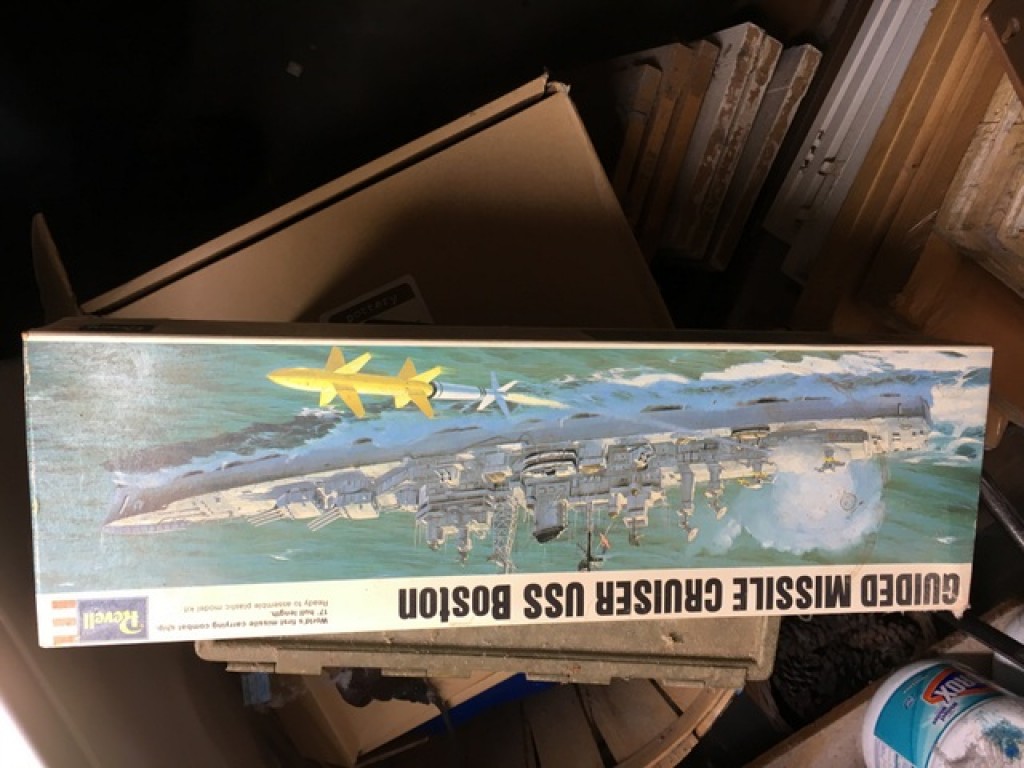 GUIDED MISSILE CRUISER USS BOSTON
World's first missile carrying combat ship.
17" hull length.
Ready to assemble plastic model kit
Revell